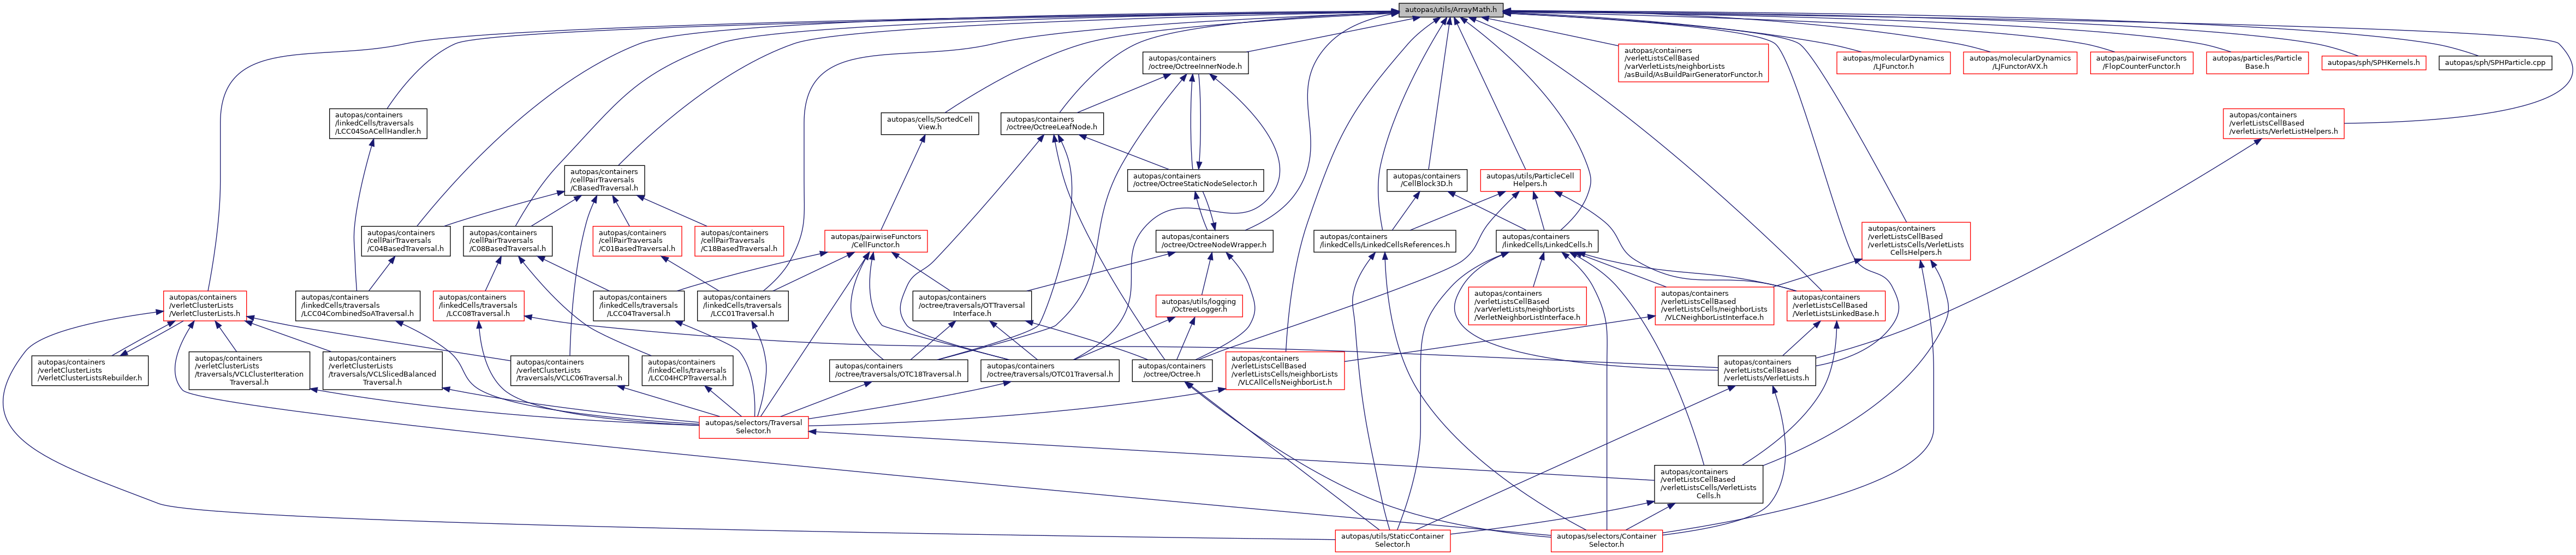 autopas/utils/ArrayMath.h
autopas/containers
/octree/OctreeInnerNode.h
autopas/containers
/verletListsCellBased
/varVerletLists/neighborLists
/asBuild/AsBuildPairGeneratorFunctor.h
autopas/molecularDynamics
/LJFunctor.h
autopas/molecularDynamics
/LJFunctorAVX.h
autopas/pairwiseFunctors
/FlopCounterFunctor.h
autopas/particles/Particle
Base.h
autopas/sph/SPHKernels.h
autopas/sph/SPHParticle.cpp
autopas/containers
/linkedCells/traversals
/LCC04SoACellHandler.h
autopas/cells/SortedCell
View.h
autopas/containers
/octree/OctreeLeafNode.h
autopas/containers
/verletListsCellBased
/verletLists/VerletListHelpers.h
autopas/containers
/cellPairTraversals
/CBasedTraversal.h
autopas/containers
/octree/OctreeStaticNodeSelector.h
autopas/containers
/CellBlock3D.h
autopas/utils/ParticleCell
Helpers.h
autopas/containers
/cellPairTraversals
/C04BasedTraversal.h
autopas/containers
/cellPairTraversals
/C08BasedTraversal.h
autopas/containers
/cellPairTraversals
/C01BasedTraversal.h
autopas/containers
/cellPairTraversals
/C18BasedTraversal.h
autopas/pairwiseFunctors
/CellFunctor.h
autopas/containers
/octree/OctreeNodeWrapper.h
autopas/containers
/linkedCells/LinkedCellsReferences.h
autopas/containers
/linkedCells/LinkedCells.h
autopas/containers
/verletListsCellBased
/verletListsCells/VerletLists
CellsHelpers.h
autopas/containers
/verletClusterLists
/VerletClusterLists.h
autopas/containers
/linkedCells/traversals
/LCC04CombinedSoATraversal.h
autopas/containers
/linkedCells/traversals
/LCC08Traversal.h
autopas/containers
/linkedCells/traversals
/LCC04Traversal.h
autopas/containers
/linkedCells/traversals
/LCC01Traversal.h
autopas/containers
/octree/traversals/OTTraversal
Interface.h
autopas/utils/logging
/OctreeLogger.h
autopas/containers
/verletListsCellBased
/varVerletLists/neighborLists
/VerletNeighborListInterface.h
autopas/containers
/verletListsCellBased
/verletListsCells/neighborLists
/VLCNeighborListInterface.h
autopas/containers
/verletListsCellBased
/VerletListsLinkedBase.h
autopas/containers
/verletClusterLists
/VerletClusterListsRebuilder.h
autopas/containers
/verletClusterLists
/traversals/VCLClusterIteration
Traversal.h
autopas/containers
/verletClusterLists
/traversals/VCLSlicedBalanced
Traversal.h
autopas/containers
/verletClusterLists
/traversals/VCLC06Traversal.h
autopas/containers
/linkedCells/traversals
/LCC04HCPTraversal.h
autopas/containers
/octree/traversals/OTC18Traversal.h
autopas/containers
/octree/traversals/OTC01Traversal.h
autopas/containers
/octree/Octree.h
autopas/containers
/verletListsCellBased
/verletListsCells/neighborLists
/VLCAllCellsNeighborList.h
autopas/containers
/verletListsCellBased
/verletLists/VerletLists.h
autopas/selectors/Traversal
Selector.h
autopas/containers
/verletListsCellBased
/verletListsCells/VerletLists
Cells.h
autopas/utils/StaticContainer
Selector.h
autopas/selectors/Container
Selector.h